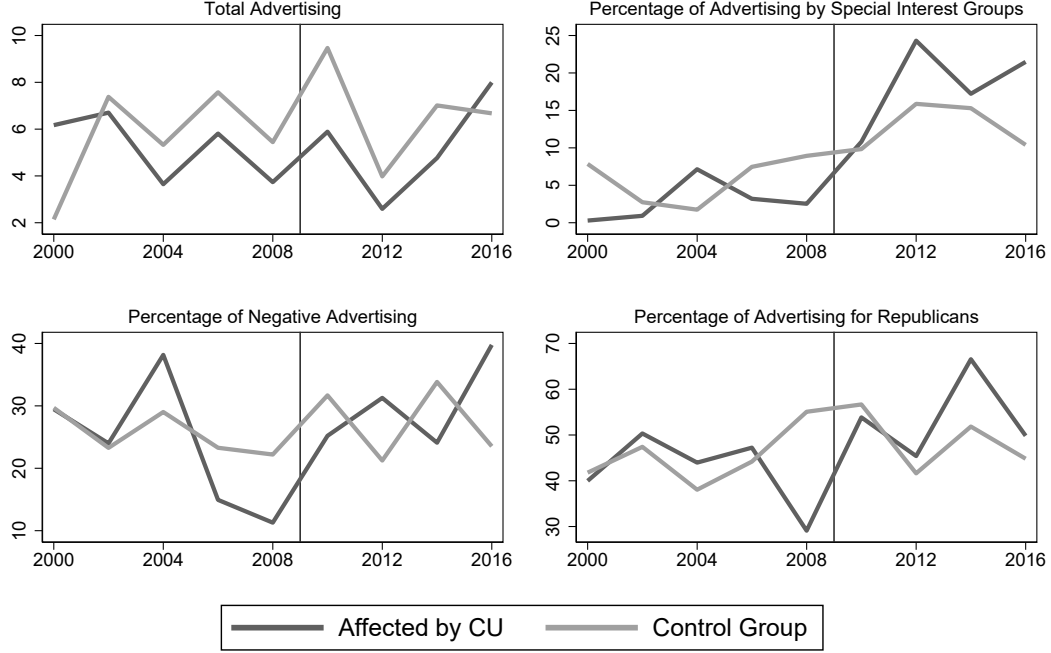 Total Advertising
10
8
6
4
2
2000 2004 2008 2012 2016
Percentage of Advertising by Special Interest Groups
25
20
15
10
5
0
2000 2004 2008 2012 2016
Percentage of Negative Advertising
40
30
20
10
2000 2004 2008 2012 2016
Percentage of Advertising for Republicans
70
60
50
40
30
2000 2004 2008 2012 2016
Affected by CU Control Group